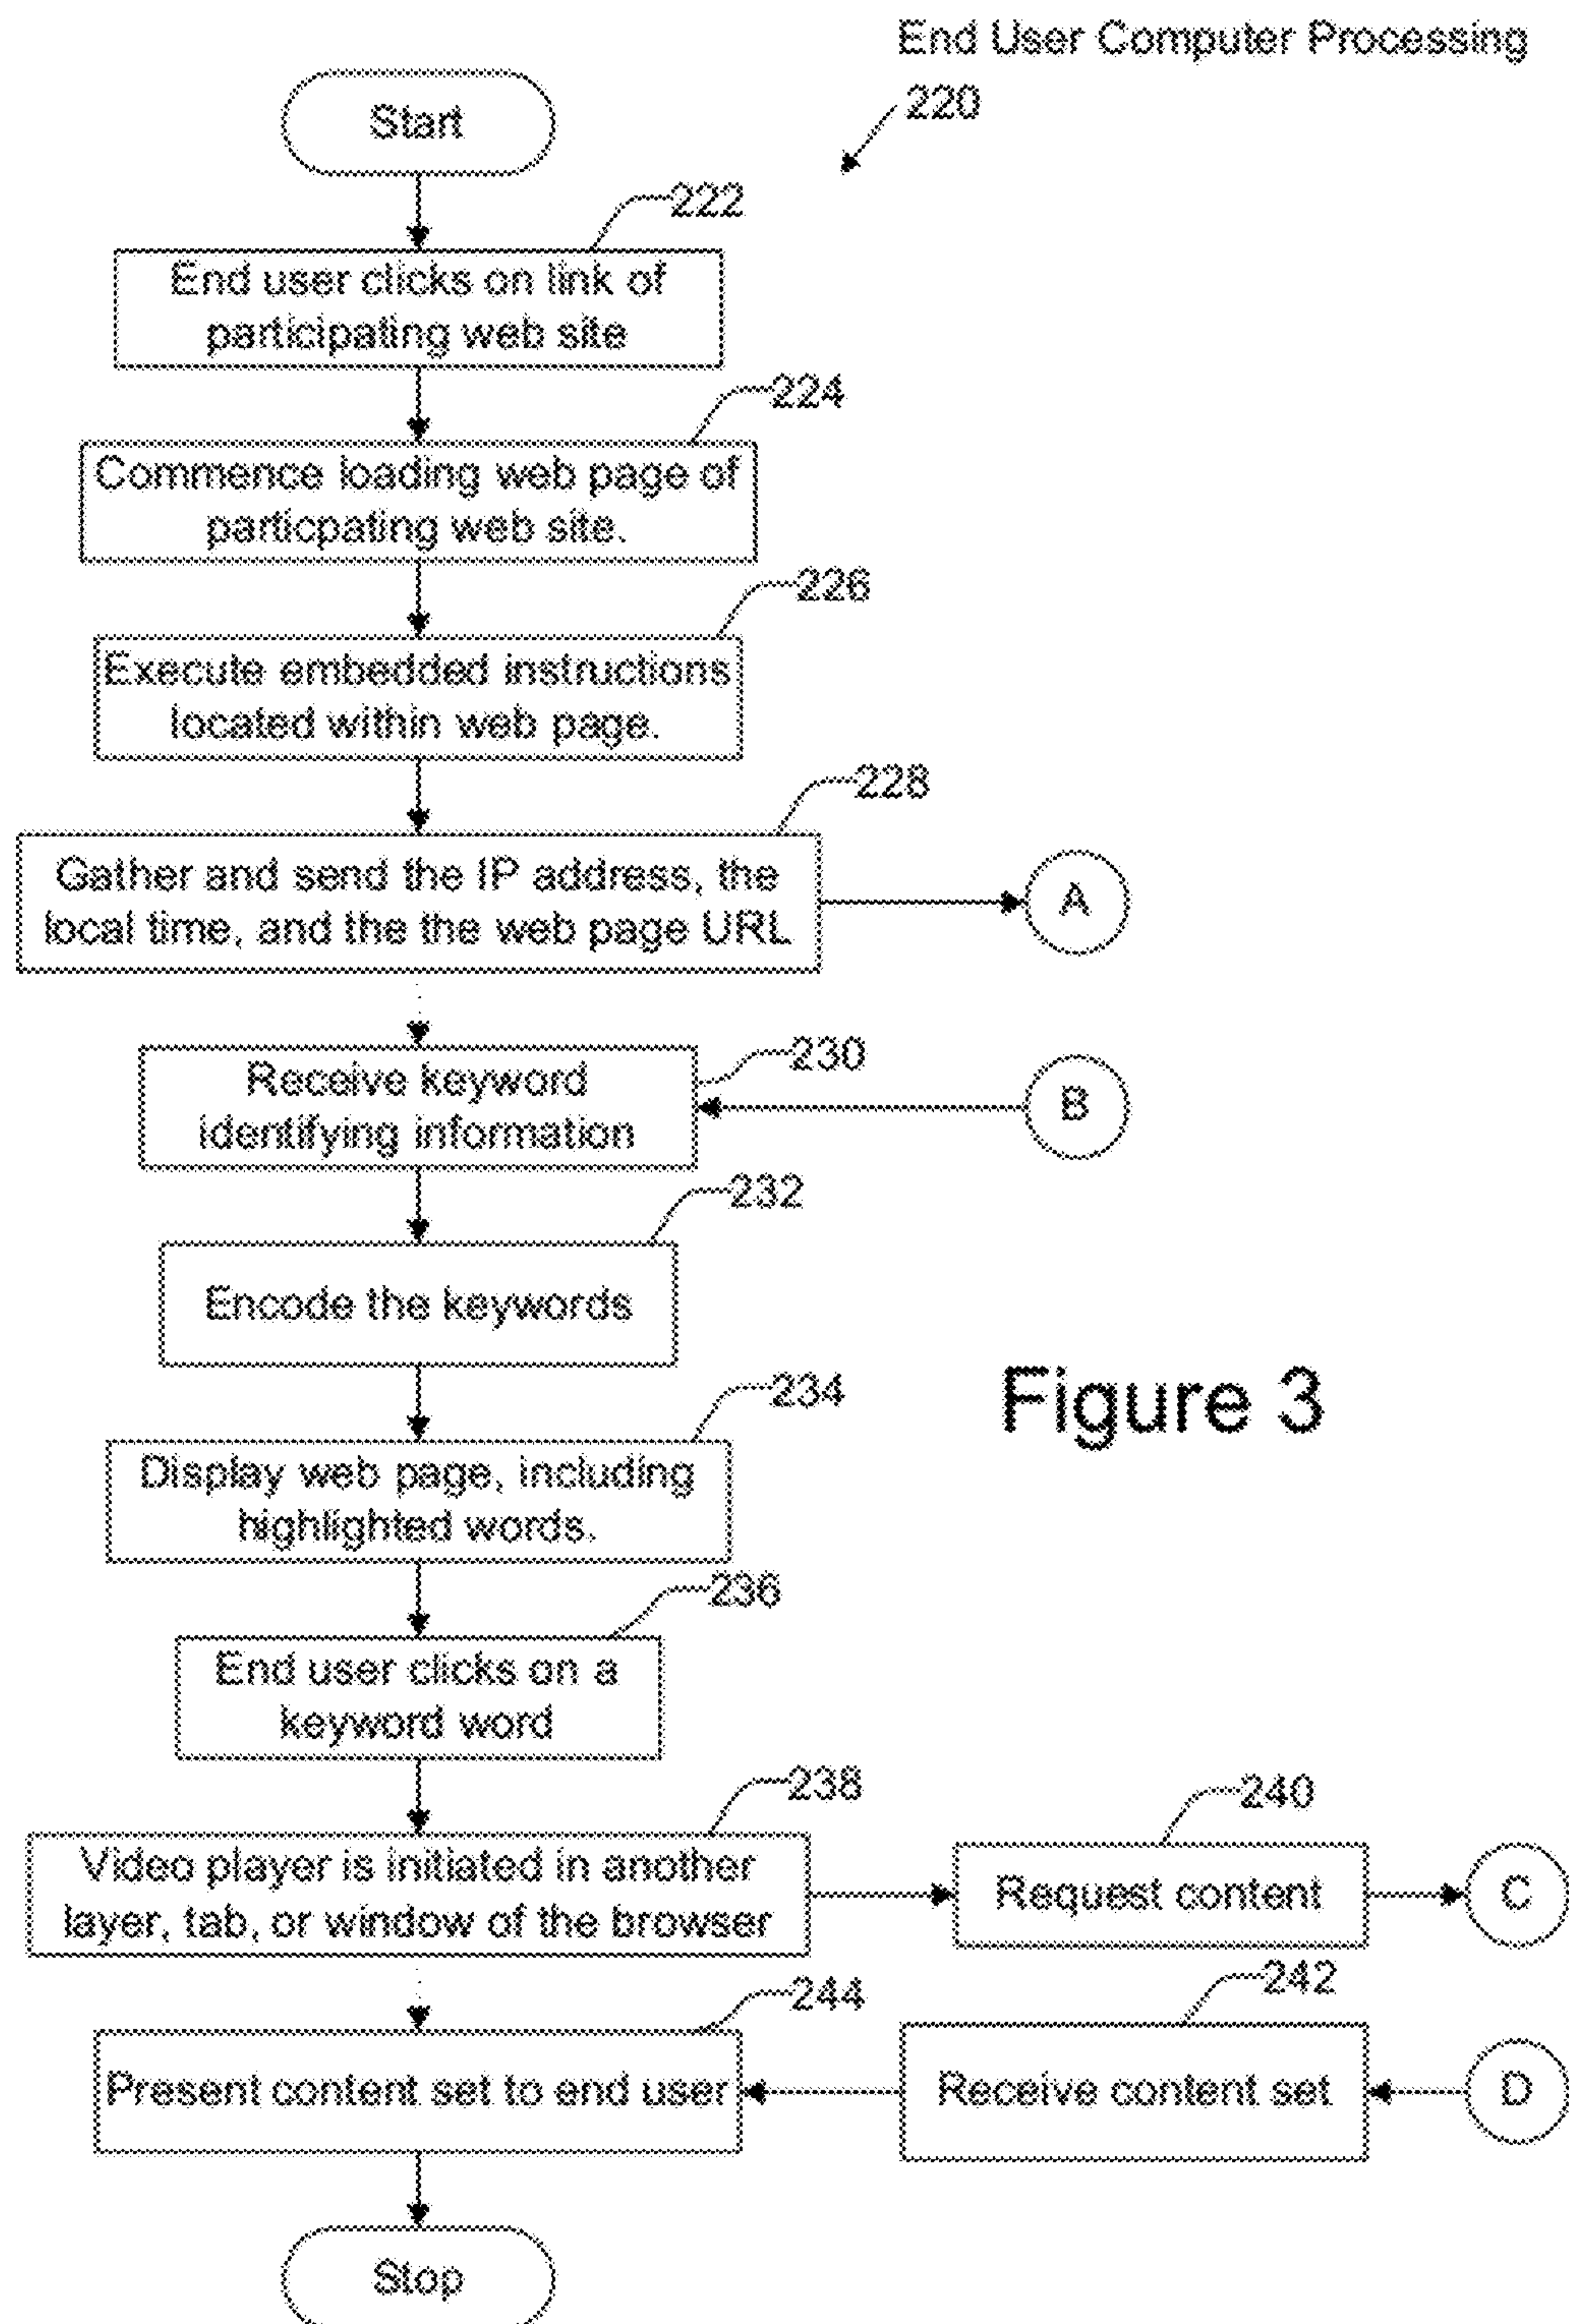 End User Computer Processing
220
Start
222
End user clicks on link of
participating web site
224
Commence loading web page of
particpating web site.
226
Execute embedded instructions
located within web page.
228
Gather and send the IP address, the
local time, and the the web page URL
A
230
Receive keyword
identifying information
B
232
Encode the keywords
234
Display web page, including
highlighted words.
Figure 3
236
End user clicks on a
keyword word
238
Video player is initiated in another
layer, tab, or window of the browser
240
Request content
C
244
Present content set to end user
242
Receive content set
D
Stop